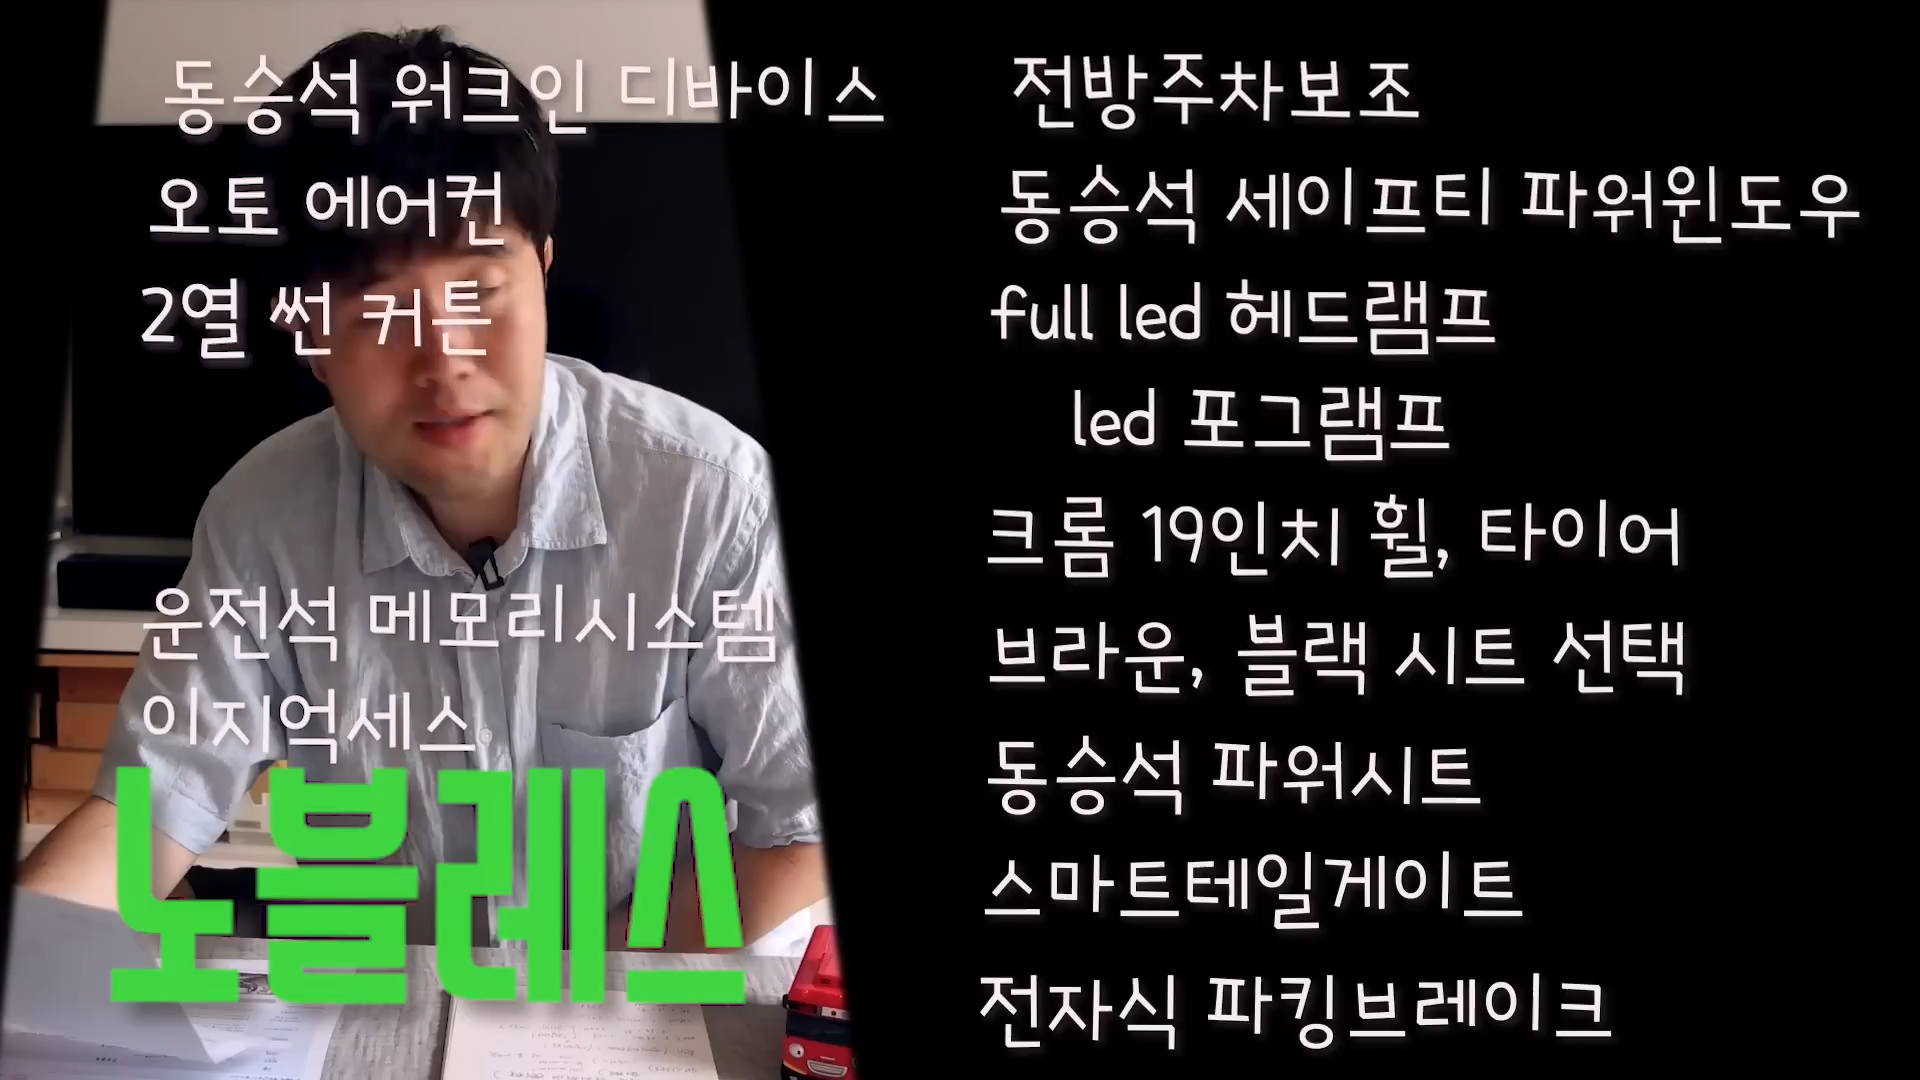 동승석 워크인 디바이스
오토 에어컨
2열 썬 커튼
운전석 메모리시스템
이지억세스
노블레스
전방주차보조
동승석 세이프티 파워윈도우
full led 헤드램프
led 포그램프
크롬 19인치 휠, 타이어
브라운, 블랙 시트 선택
동승석 파워시트
스마트테일게이트
전자식 파킹브레이크